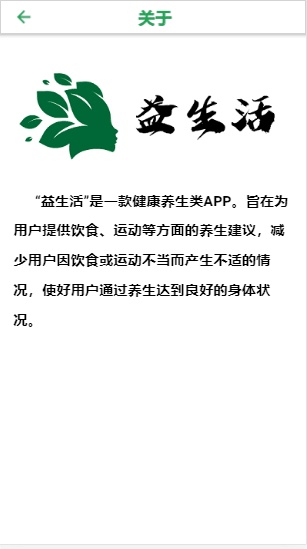 关于
益生活
“益生活”是一款健康养生类APP。旨在为
用户提供饮食、运动等方面的养生建议，减
少用户因饮食或运动不当而产生不适的情
况，使好用户通过养生达到良好的身体状
况。